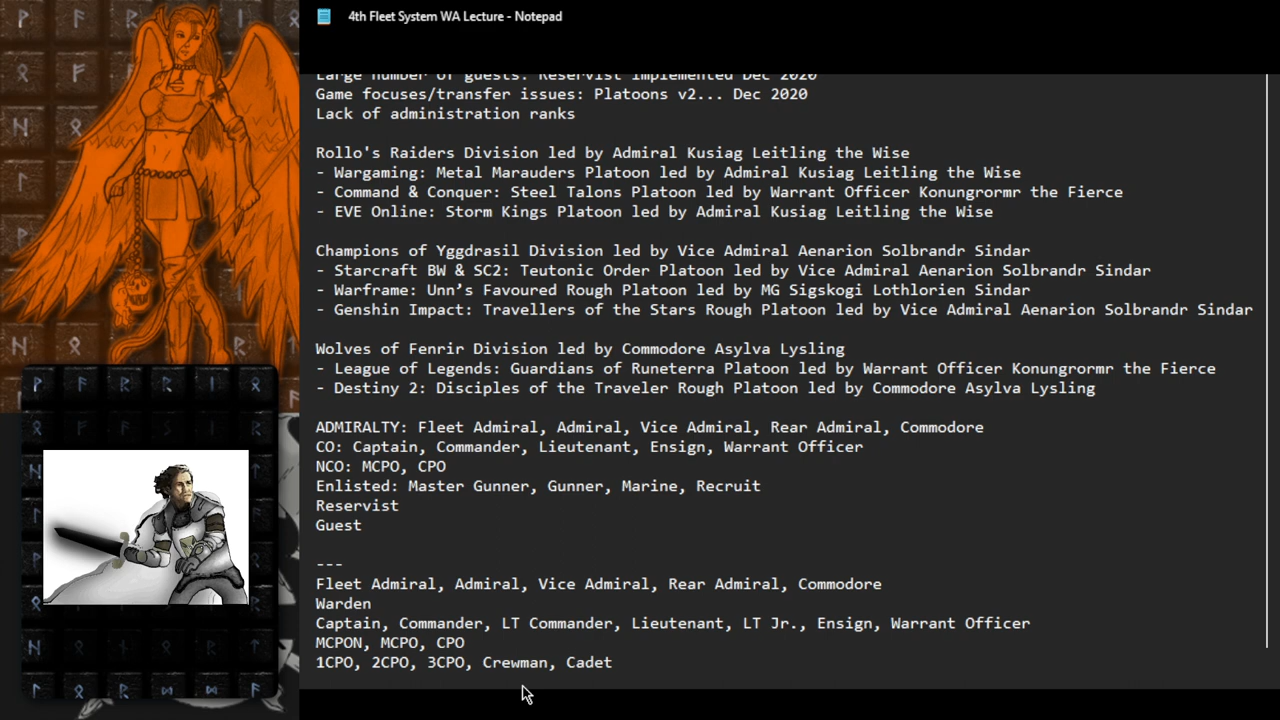 4th Fleet System WA Lecture - Notepad
Large number of guests: Reservist implemented Dec 2020
Game focuses/transfer issues: Platoons v2... Dec 2020
Lack of administration ranks
Rollo's Raiders Division led by Admiral Kusiag Leitling the Wise
- Wargaming: Metal Marauders Platoon led by Admiral Kusiag Leitling the Wise
- Command & Conquer: Steel Talons Platoon led by Warrant Officer Konungrormr the Fierce
- EVE Online: Storm Kings Platoon led by Admiral Kusiag Leitling the Wise
Champions of Yggdrasil Division led by Vice Admiral Aenarion Solbrandr Sindar
- Starcraft BW & SC2: Teutonic Order Platoon led by Vice Admiral Aenarion Solbrandr Sindar
- Warframe: Unn’s Favoured Rough Platoon led by MG Sigskogi Lothlorien Sindar
- Genshin Impact: Travellers of the Stars Rough Platoon led by Vice Admiral Aenarion Solbrandr Sindar
Wolves of Fenrir Division led by Commodore Asylva Lysling
- League of Legends: Guardians of Runeterra Platoon led by Warrant Officer Konungrormr the Fierce
- Destiny 2: Disciples of the Traveler Rough Platoon led by Commodore Asylva Lysling
ADMIRALTY: Fleet Admiral, Admiral, Vice Admiral, Rear Admiral, Commodore
CO: Captain, Commander, Lieutenant, Ensign, Warrant Officer
NCO: MCPO, CPO
Enlisted: Master Gunner, Gunner, Marine, Recruit
Reservist
Guest
---
Fleet Admiral, Admiral, Vice Admiral, Rear Admiral, Commodore
Warden
Captain, Commander, LT Commander, Lieutenant, LT Jr., Ensign, Warrant Officer
MCPON, MCPO, CPO
1CPO, 2CPO, 3CPO, Crewman, Cadet